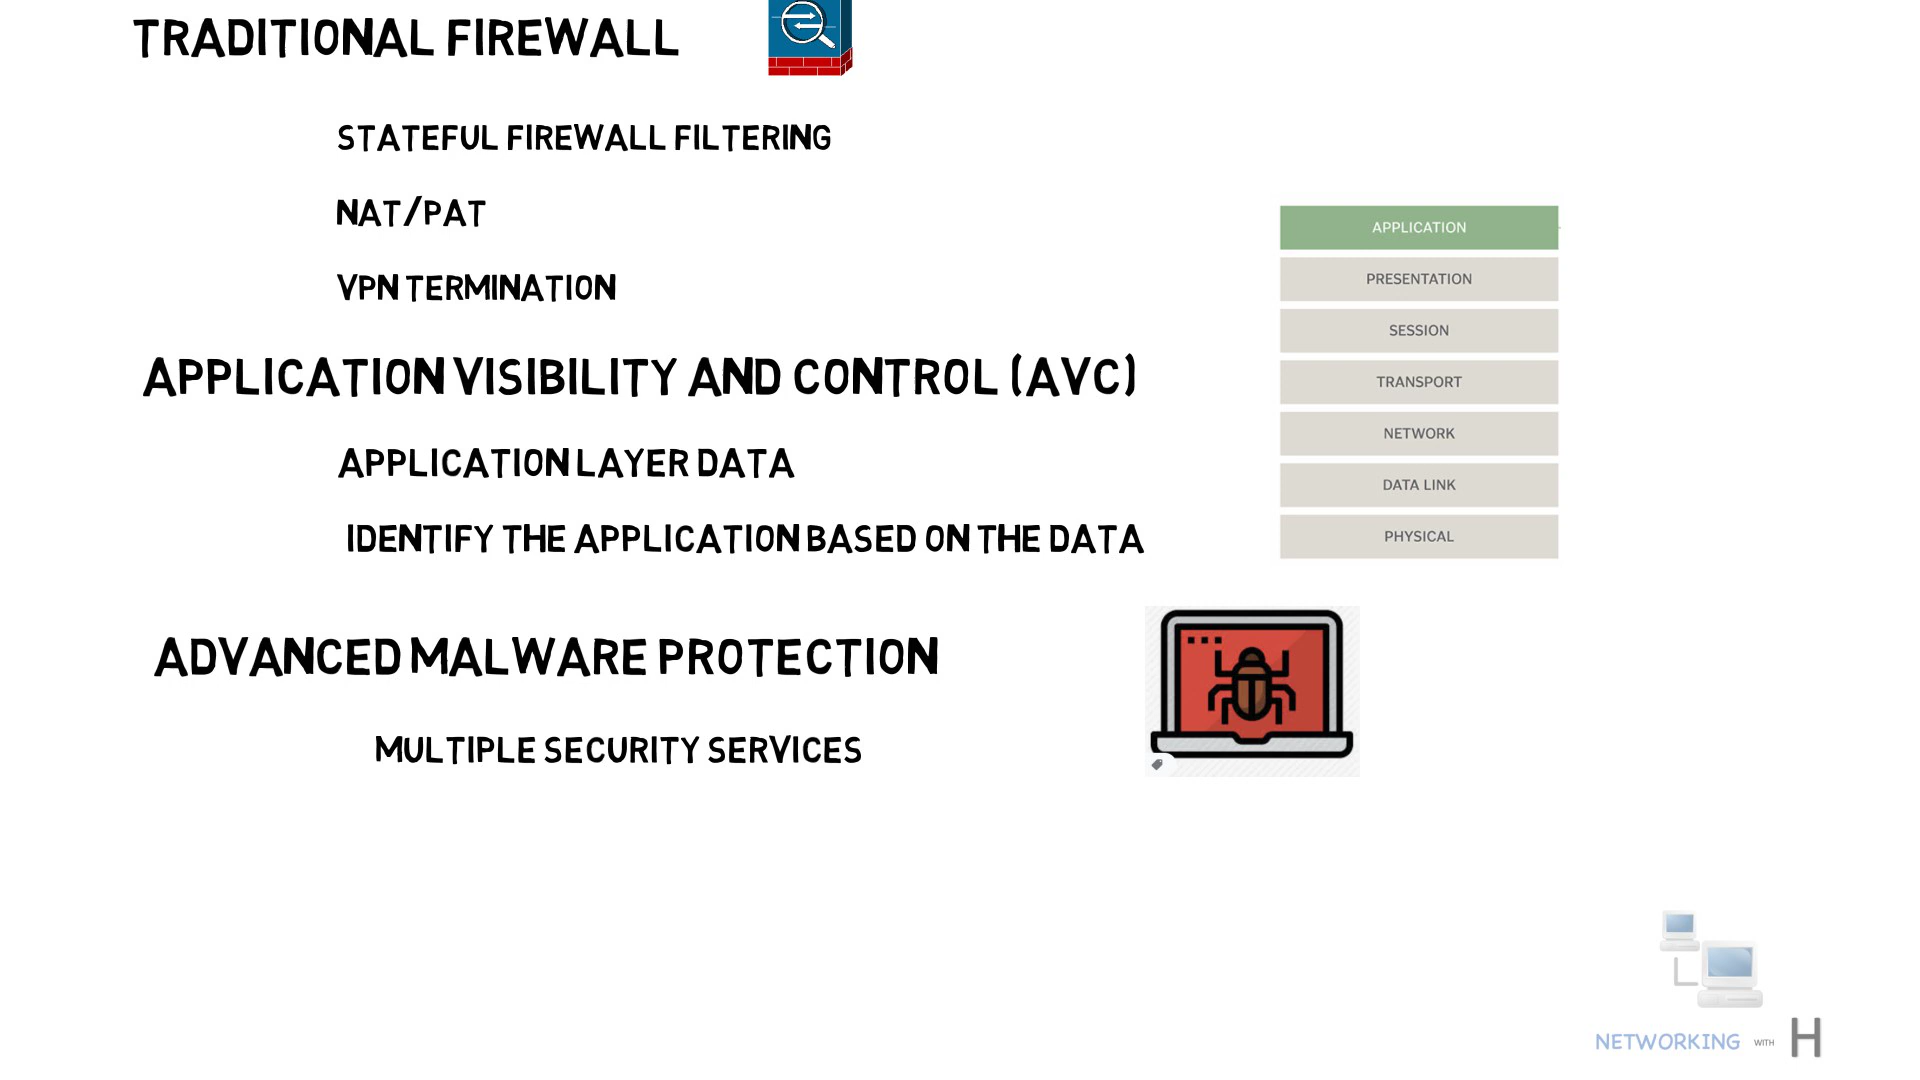 TRADITIONAL FIREWALL
STATEFUL FIREWALL FILTERING
NAT/PAT
VPN TERMINATION
APPLICATION VISIBILITY AND CONTROL (AVC)
APPLICATION LAYER DATA
IDENTIFY THE APPLICATION BASED ON THE DATA
ADVANCED MALWARE PROTECTION
MULTIPLE SECURITY SERVICES
APPLICATION
PRESENTATION
SESSION
TRANSPORT
NETWORK
DATA LINK
PHYSICAL
NETWORKING WITH H